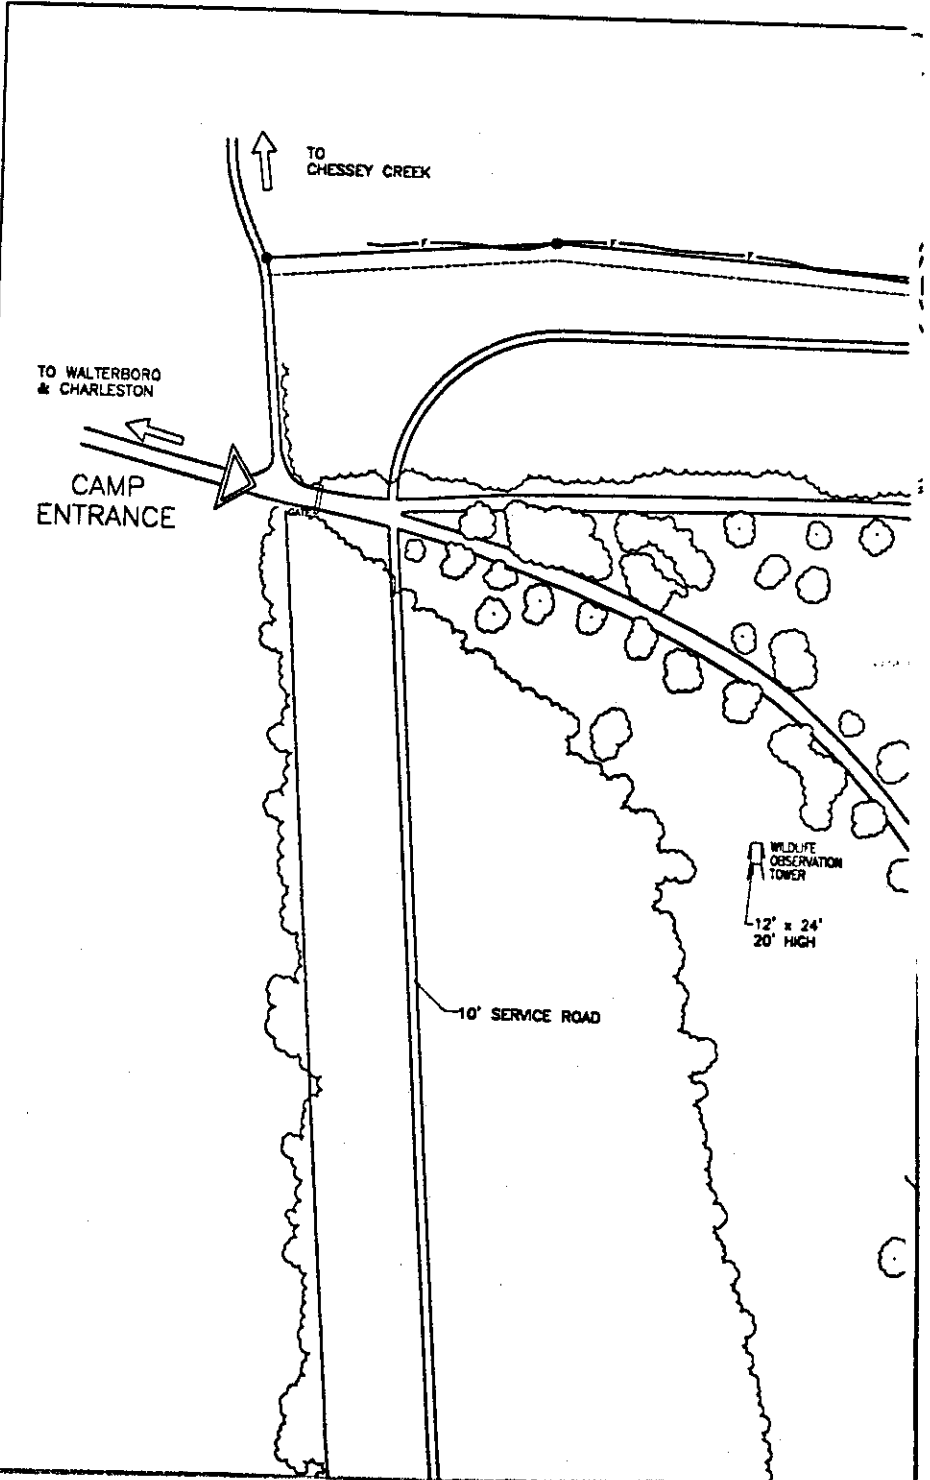 TO
CHESSEY CREEK
F
F
F
TO WALTERBORO
& CHARLESTON
CAMP
ENTRANCE
GATE
WILDLIFE
OBSERVATION
TOWER
12' x 24'
20' HIGH
10' SERVICE ROAD